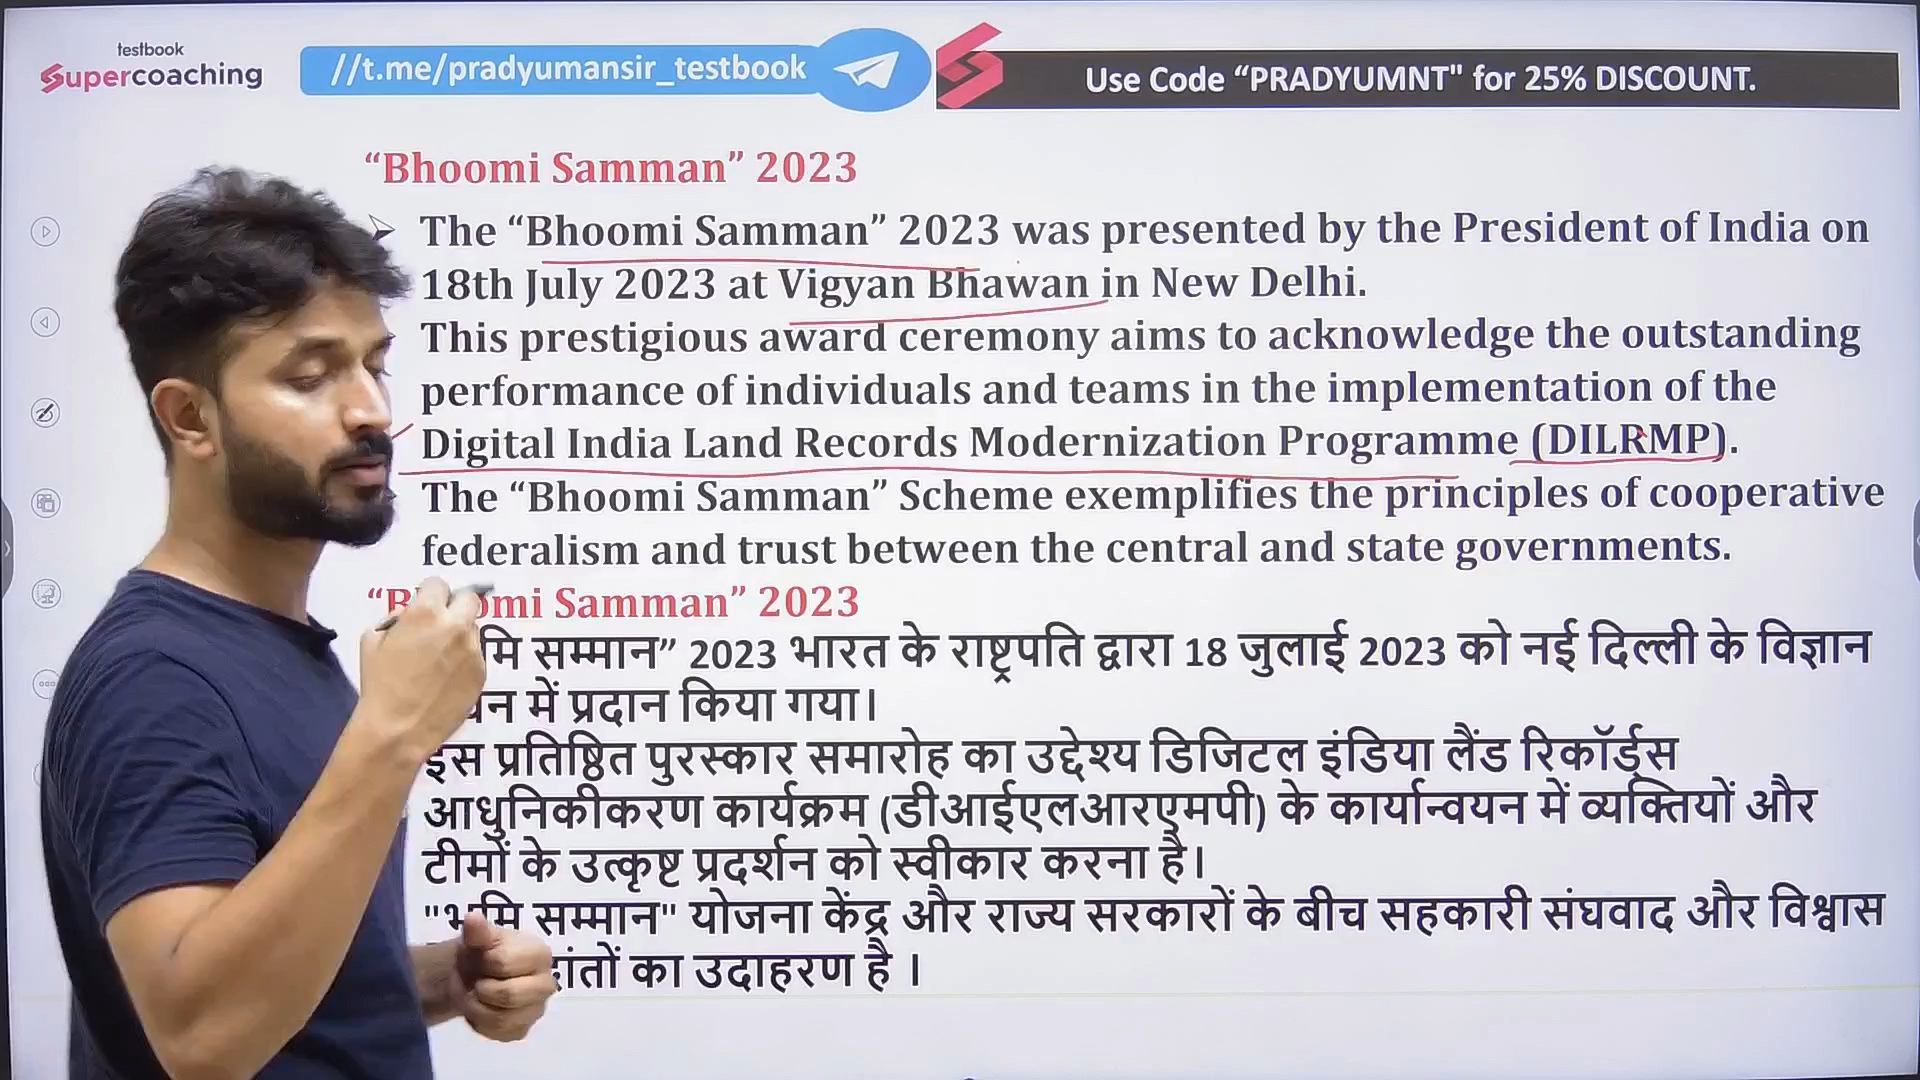 testbook
Supercoaching
//t.me/pradyumansir_testbook
Use Code “PRADYUMNT" for 25% DISCOUNT.
“Bhoomi Samman” 2023
The “Bhoomi Samman” 2023 was presented by the President of India on
18th July 2023 at Vigyan Bhawan in New Delhi.
This prestigious award ceremony aims to acknowledge the outstanding
performance of individuals and teams in the implementation of the
Digital India Land Records Modernization Programme (DILRMP).
The “Bhoomi Samman” Scheme exemplifies the principles of cooperative
federalism and trust between the central and state governments.
Samman” 2023
सम्मान” 2023 भारत के राष्ट्रपति द्वारा 18 जुलाई 2023 को नई दिल्ली के विज्ञान
में प्रदान किया गया।
इस प्रतिष्ठित पुरस्कार समारोह का उद्देश्य डिजिटल इंडिया लैंड रिकॉर्ड्स
आधुनिकीकरण कार्यक्रम (डीआईएलआरएमपी) के कार्यान्वयन में व्यक्तियों और
टीमों के उत्कृष्ट प्रदर्शन को स्वीकार करना है।
"भूमि सम्मान" योजना केंद्र और राज्य सरकारों के बीच सहकारी संघवाद और विश्वास
का उदाहरण है ।